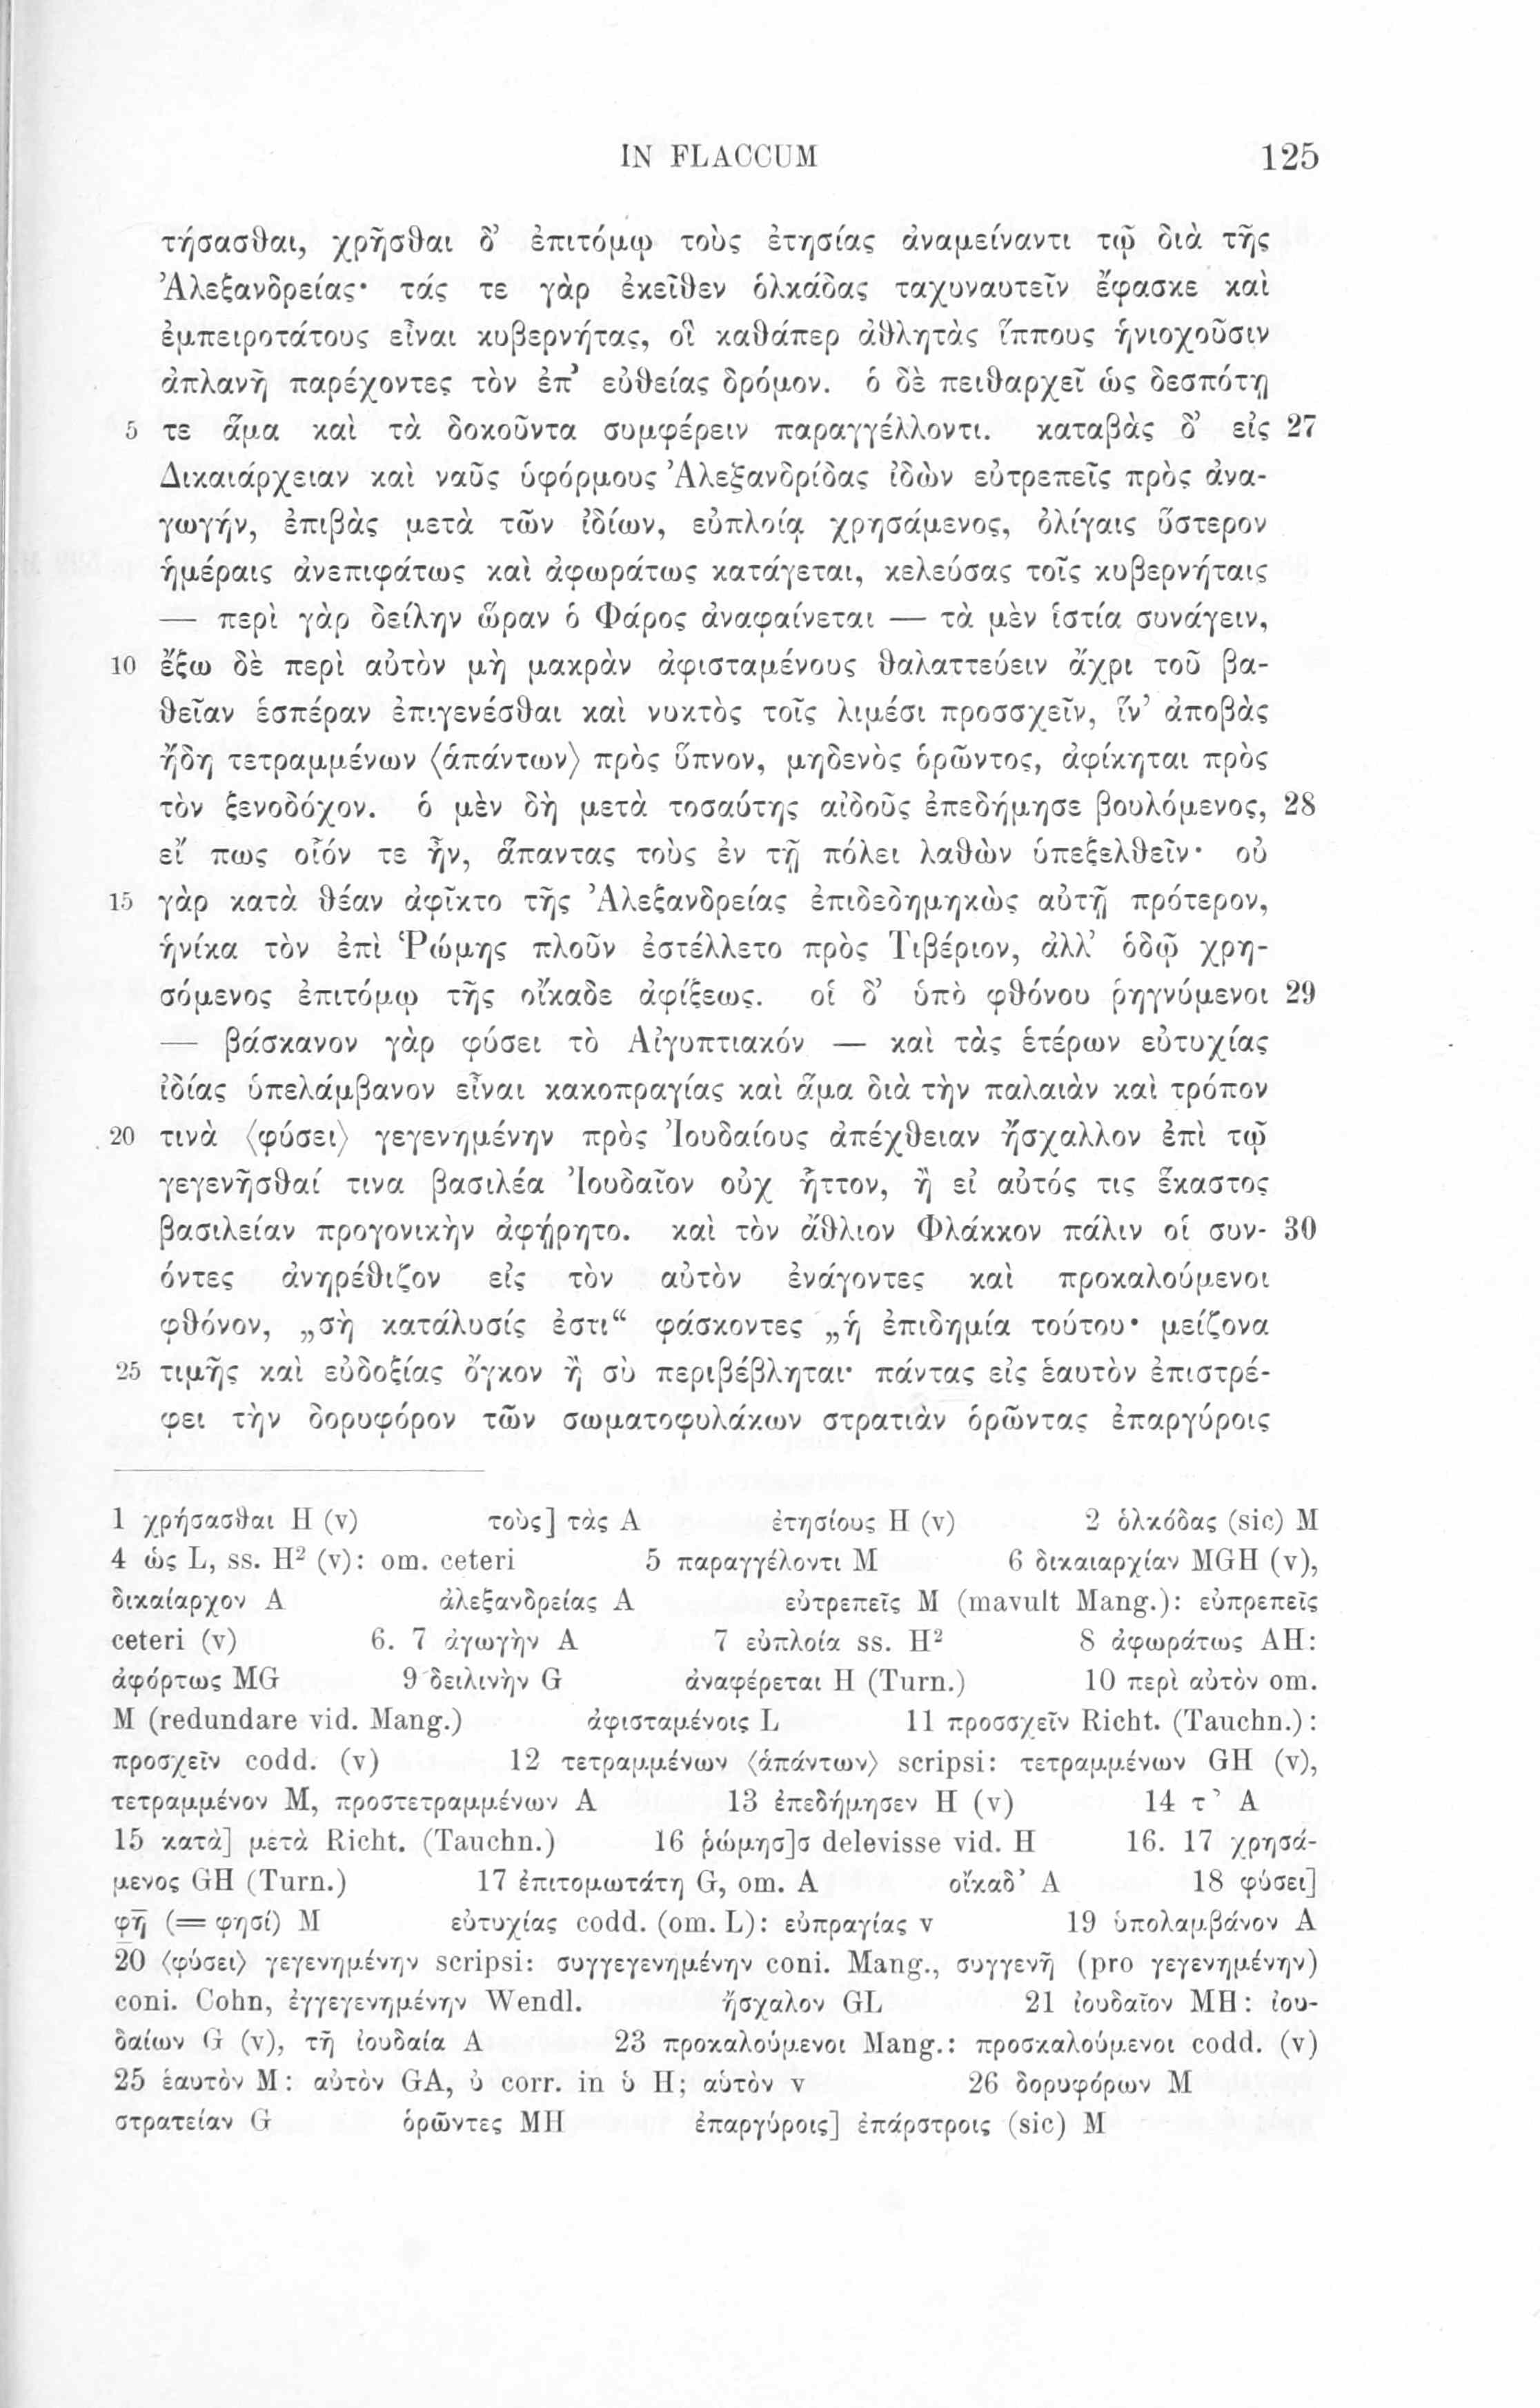 IN FLACCUM 125
τήσασθαι, χρῆσθαι δ’ ἐπιτόμῳ τοὺς ἐτησίας ἀναμείναντι τῷ διὰ τῆς
Ἀλεξανδρείας· τάς τε γὰρ ἐκεῖθεν ὁλκάδας ταχυναυτεῖν ἔφασκε καὶ
ἐμπειροτάτους εἶναι κυβερνήτας, οἳ καθάπερ ἀθλητὰς ἵππους ἡνιοχοῦσιν
ἀπλανῆ παρέχοντες τὸν ἐπ’ εὐθείας δρόμον. ὁ δὲ πειθαρχεῖ ὡς δεσπότῃ
5 τε ἅμα καὶ τὰ δοκοῦντα συμφέρειν παραγγέλλοντι. καταβὰς δ’ εἰς 27
Δικαιάρχειαν καὶ ναῦς ὑφόρμους Ἀλεξανδρίδας ἰδὼν εὐτρεπεῖς πρὸς ἀνα-
γωγήν, ἐπιβὰς μετὰ τῶν ἰδίων, εὐπλοίᾳ χρησάμενος, ὀλίγαις ὕστερον
ἡμέραις ἀνεπιφάτως καὶ ἀφωράτως κατάγεται, κελεύσας τοῖς κυβερνήταις
— περὶ γὰρ δείλην ὥραν ὁ Φάρος ἀναφαίνεται — τὰ μὲν ἱστία συνάγειν,
10 ἔξω δὲ περὶ αὐτὸν μὴ μακρὰν ἀφισταμένους θαλαττεύειν ἄχρι τοῦ βα-
θεῖαν ἑσπέραν ἐπιγενέσθαι καὶ νυκτὸς τοῖς λιμέσι προσσχεῖν, ἵν’ ἀποβὰς
ἤδη τετραμμένων ⟨ἁπάντων⟩ πρὸς ὕπνον, μηδενὸς ὁρῶντος, ἀφίκηται πρὸς
τὸν ξενοδόχον. ὁ μὲν δὴ μετὰ τοσαύτης αἰδοῦς ἐπεδήμησε βουλόμενος, 28
εἴ πως οἷόν τε ἦν, ἅπαντας τοὺς ἐν τῇ πόλει λαθὼν ὑπεξελθεῖν· οὐ
15 γὰρ κατὰ θέαν ἀφῖκτο τῆς Ἀλεξανδρείας ἐπιδεδημηκὼς αὐτῇ πρότερον,
ἡνίκα τὸν ἐπὶ Ῥώμης πλοῦν ἐστέλλετο πρὸς Τιβέριον, ἀλλ’ ὁδῷ χρη-
σόμενος ἐπιτόμῳ τῆς οἴκαδε ἀφίξεως. οἱ δ’ ὑπὸ φθόνου ῥηγνύμενοι 29
— βάσκανον γὰρ φύσει τὸ Αἰγυπτιακόν — καὶ τὰς ἑτέρων εὐτυχίας
ἰδίας ὑπελάμβανον εἶναι κακοπραγίας καὶ ἅμα διὰ τὴν παλαιὰν καὶ τρόπον
20 τινὰ ⟨φύσει⟩ γεγενημένην πρὸς Ἰουδαίους ἀπέχθειαν ἤσχαλλον ἐπὶ τῷ
γεγενῆσθαί τινα βασιλέα Ἰουδαῖον οὐχ ἧττον, ἢ εἰ αὐτός τις ἕκαστος
βασιλείαν προγονικὴν ἀφῄρητο. καὶ τὸν ἄθλιον Φλάκκον πάλιν οἱ συν- 30
όντες ἀνηρέθιζον εἰς τὸν αὐτὸν ἐνάγοντες καὶ προκαλούμενοι
φθόνον, „σὴ κατάλυσίς ἐστι“ φάσκοντες „ἡ ἐπιδημία τούτου· μείζονα
25 τιμῆς καὶ εὐδοξίας ὄγκον ἢ σὺ περιβέβληται· πάντας εἰς ἑαυτὸν ἐπιστρέ-
φει τὴν δορυφόρον τῶν σωματοφυλάκων στρατιὰν ὁρῶντας ἐπαργύροις
1 χρήσασθαι H (v) τοὺς] τὰς A ἐτησίους H (v) 2 ὁλκόδας (sic) M
4 ὡς L, ss. H² (v): om. ceteri 5 παραγγέλοντι M 6 δικαιαρχίαν MGH (v),
δικαίαρχον A ἀλεξανδρείας A εὐτρεπεῖς M (mavult Mang.): εὐπρεπεῖς
ceteri (v) 6. 7 ἀγωγὴν A 7 εὐπλοία ss. H² 8 ἀφωράτως AH:
ἀφόρτως MG 9 δειλινὴν G ἀναφέρεται H (Turn.) 10 περὶ αὐτὸν om.
M (redundare vid. Mang.) ἀφισταμένοις L 11 προσσχεῖν Richt. (Tauchn.):
προσχεῖν codd. (v) 12 τετραμμένων ⟨ἁπάντων⟩ scripsi: τετραμμένων GH (v),
τετραμμένον M, προστετραμμένων A 13 ἐπεδήμησεν H (v) 14 τ’ A
15 κατὰ] μετὰ Richt. (Tauchn.) 16 ῥώμησ]σ delevisse vid. H 16. 17 χρησά-
μενος GH (Turn.) 17 ἐπιτομωτάτη G, om. A οἴκαδ’ A 18 φύσει]
φῇ (= φησί) M εὐτυχίας codd. (om. L): εὐπραγίας v 19 ὑπολαμβάνον A
20 ⟨φύσει⟩ γεγενημένην scripsi: συγγεγενημένην coni. Mang., συγγενῆ (pro γεγενημένην)
coni. Cohn, ἐγγεγενημένην Wendl. ἤσχαλον GL 21 ἰουδαῖον MH: ἰου-
δαίων G (v), τῆ ἰουδαία A 23 προκαλούμενοι Mang.: προσκαλούμενοι codd. (v)
25 ἑαυτὸν M: αὐτὸν GA, ὐ corr. in ὑ H; αὑτὸν v 26 δορυφόρων M
στρατείαν G ὁρῶντες MH ἐπαργύροις] ἐπάρστροις (sic) M